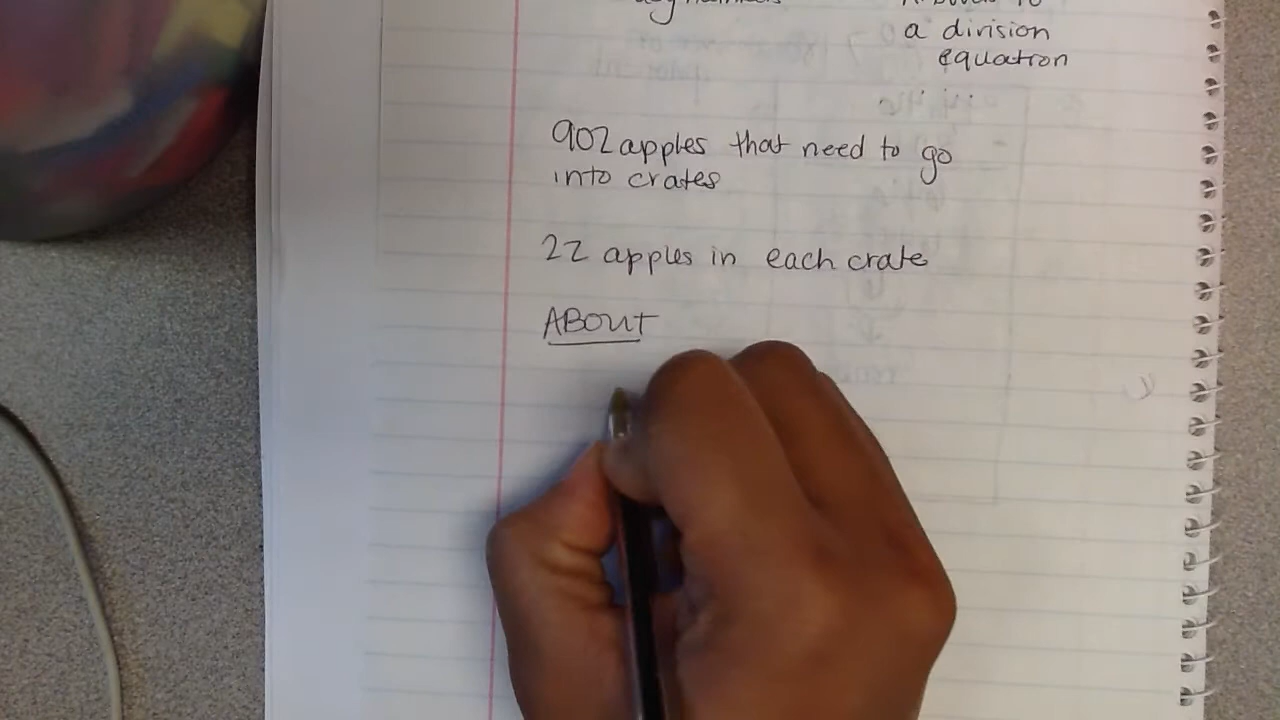 a division
equation
902 apples that need to go
into crates
22 apples in each crate
ABOUT